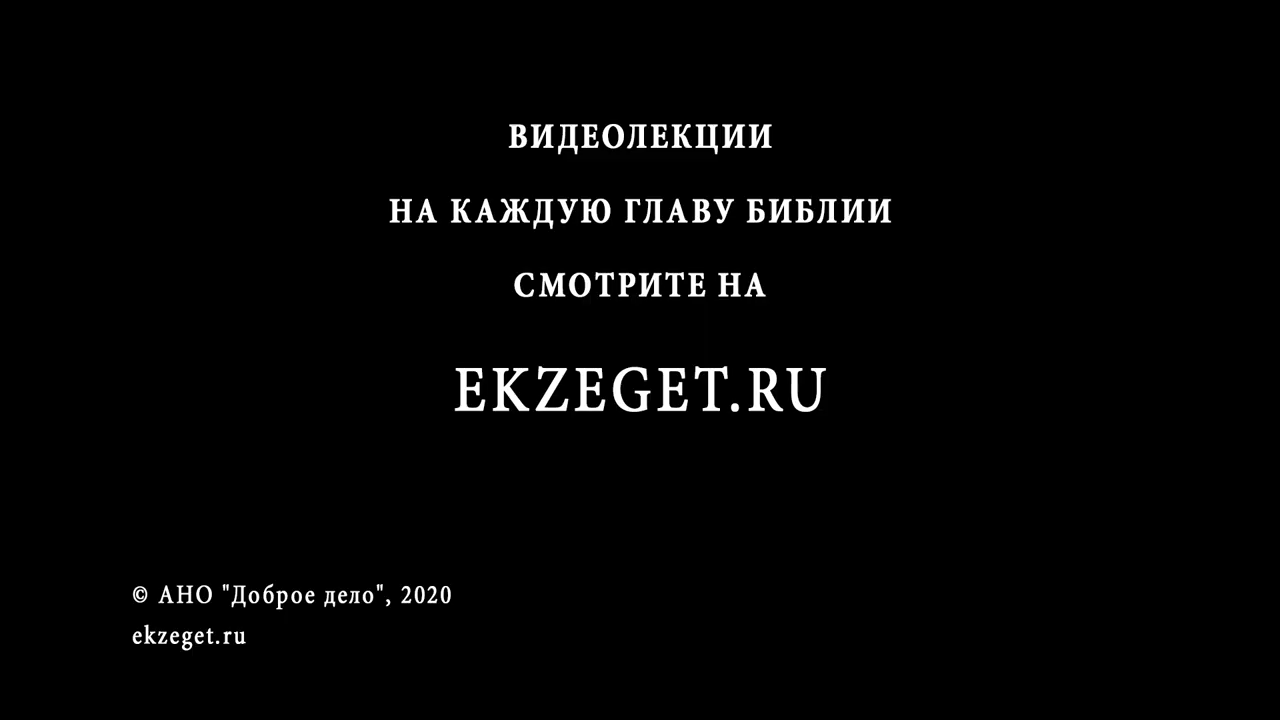 ВИДЕОЛЕКЦИИ
НА КАЖДУЮ ГЛАВУ БИБЛИИ
СМОТРИТЕ НА
EKZEGET.RU
© АНО "Доброе дело", 2020
ekzeget.ru